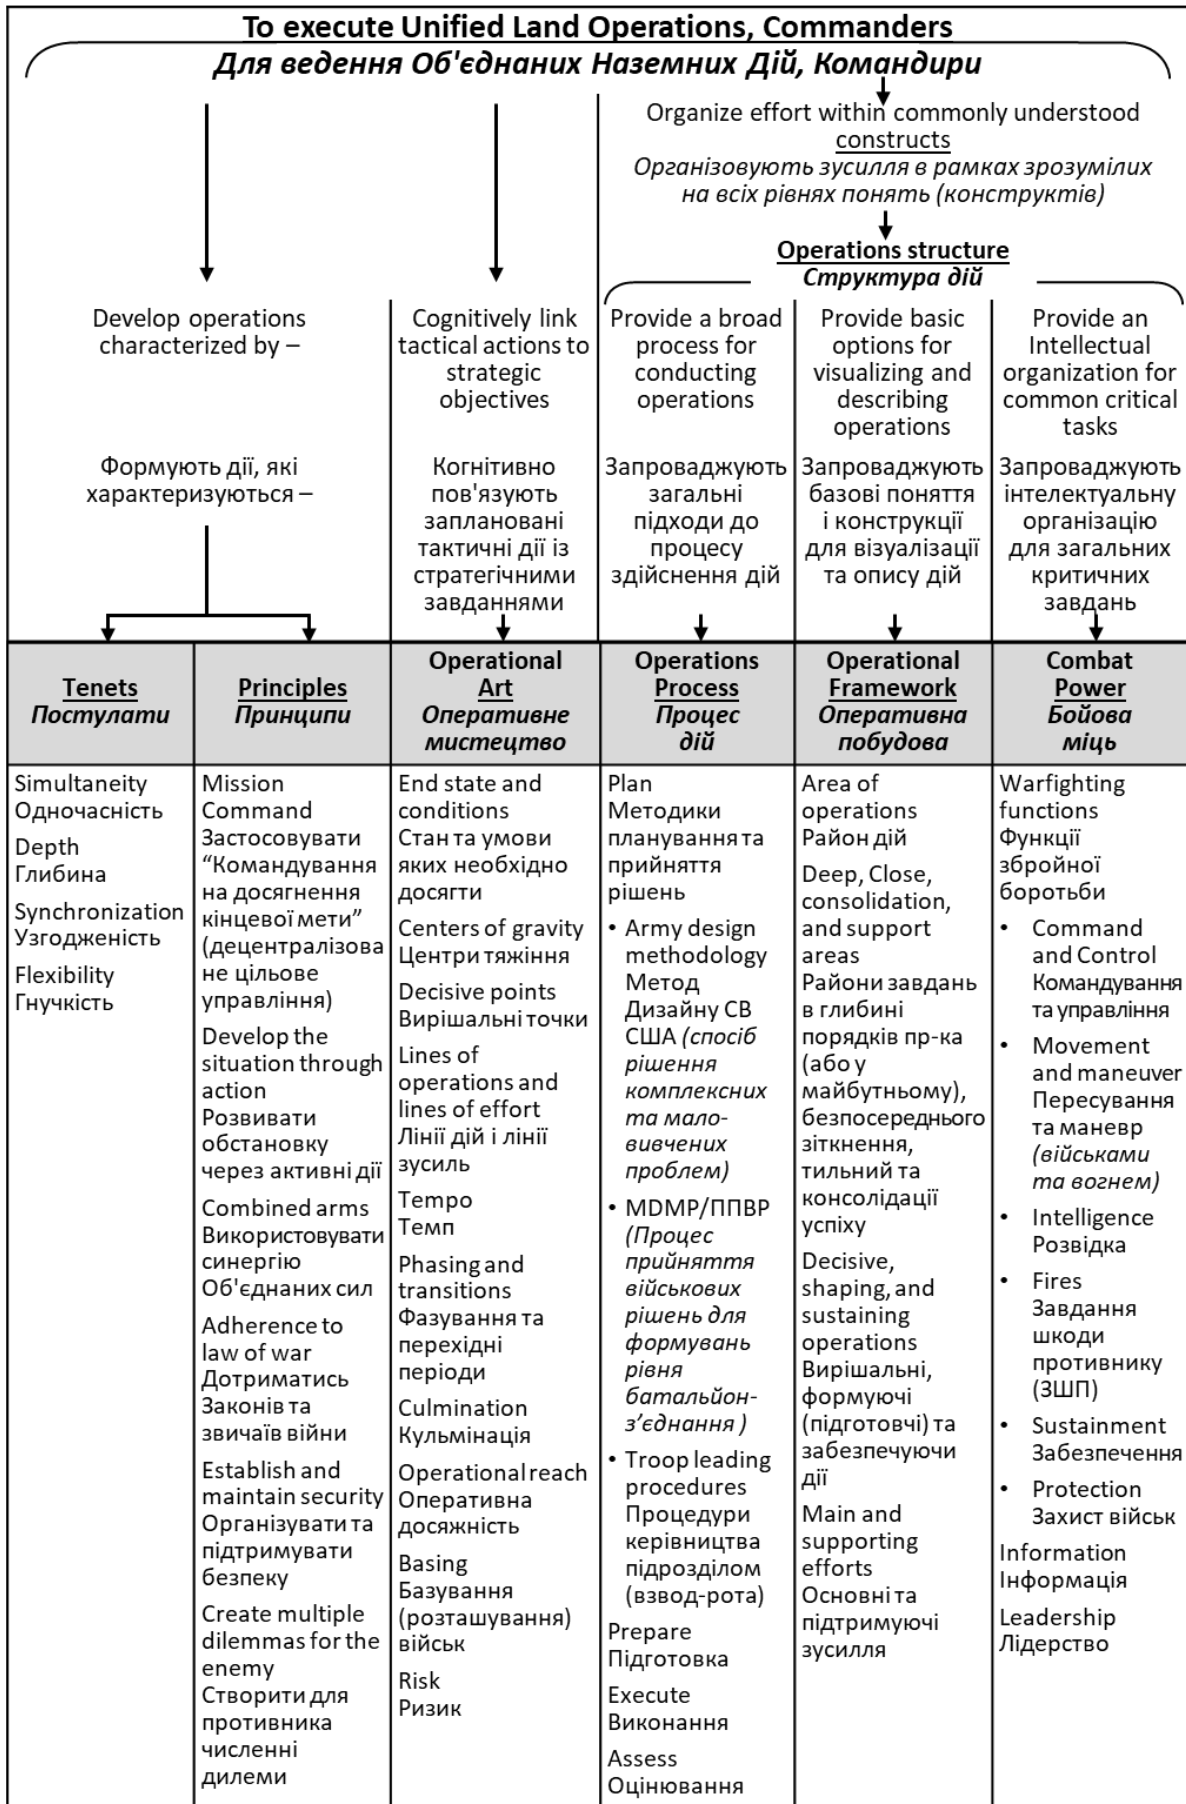 To execute Unified Land Operations, Commanders
Для ведення Об'єднаних Наземних Дій, Командири
Organize effort within commonly understood
constructs
Організовують зусилля в рамках зрозумілих
на всіх рівнях понять (конструктів)
Operations structure
Структура дій
Develop operations
characterized by –
Формують дії, які
характеризуються –
Cognitively link
tactical actions to
strategic
objectives
Когнітивно
пов'язують
заплановані
тактичні дії із
стратегічними
завданнями
Provide a broad
process for
conducting
operations
Запроваджують
загальні
підходи до
процесу
здійснення дій
Provide basic
options for
visualizing and
describing
operations
Запроваджують
базові поняття
і конструкції
для візуалізації
та опису дій
Provide an
Intellectual
organization for
common critical
tasks
Запроваджують
інтелектуальну
організацію
для загальних
критичних
завдань
Tenets
Постулати
Principles
Принципи
Operational
Art
Оперативне
мистецтво
Operations
Process
Процес
дій
Operational
Framework
Оперативна
побудова
Combat
Power
Бойова
міць
Simultaneity
Одночасність
Depth
Глибина
Synchronization
Узгодженість
Flexibility
Гнучкість
Mission
Command
Застосовувати
“Командування
на досягнення
кінцевої мети”
(децентралізова
не цільове
управління)
Develop the
situation through
action
Розвивати
обстановку
через активні дії
Combined arms
Використовувати
синергію
Об'єднаних сил
Adherence to
law of war
Дотриматись
Законів та
звичаїв війни
Establish and
maintain security
Організувати та
підтримувати
безпеку
Create multiple
dilemmas for the
enemy
Створити для
противника
численні
дилеми
End state and
conditions
Стан та умови
яких необхідно
досягти
Centers of gravity
Центри тяжіння
Decisive points
Вирішальні точки
Lines of
operations and
lines of effort
Лінії дій і лінії
зусиль
Tempo
Темп
Phasing and
transitions
Фазування та
перехідні
періоди
Culmination
Кульмінація
Operational reach
Оперативна
досяжність
Basing
Базування
(розташування)
військ
Risk
Ризик
Plan
Методики
планування та
прийняття
рішень
• Army design
methodology
Метод
Дизайну СВ
США (спосіб
рішення
комплексних
та мало-
вивчених
проблем)
• MDMP/ППВР
(Процес
прийняття
військових
рішень для
формувань
рівня
батальйон-
з’єднання )
• Troop leading
procedures
Процедури
керівництва
підрозділом
(взвод-рота)
Prepare
Підготовка
Execute
Виконання
Assess
Оцінювання
Area of
operations
Район дій
Deep, Close,
consolidation,
and support
areas
Райони завдань
в глибині
порядків пр-ка
(або у
майбутньому),
безпосереднього
зіткнення,
тильний та
консолідації
успіху
Decisive,
shaping, and
sustaining
operations
Вирішальні,
формуючі
(підготовчі) та
забезпечуючи
дії
Main and
supporting
efforts
Основні та
підтримуючі
зусилля
Warfighting
functions
Функції
збройної
боротьби
• Command
and Control
Командування
та управління
• Movement
and maneuver
Пересування
та маневр
(військами
та вогнем)
• Intelligence
Розвідка
• Fires
Завдання
шкоди
противнику
(ЗШП)
• Sustainment
Забезпечення
• Protection
Захист військ
Information
Інформація
Leadership
Лідерство